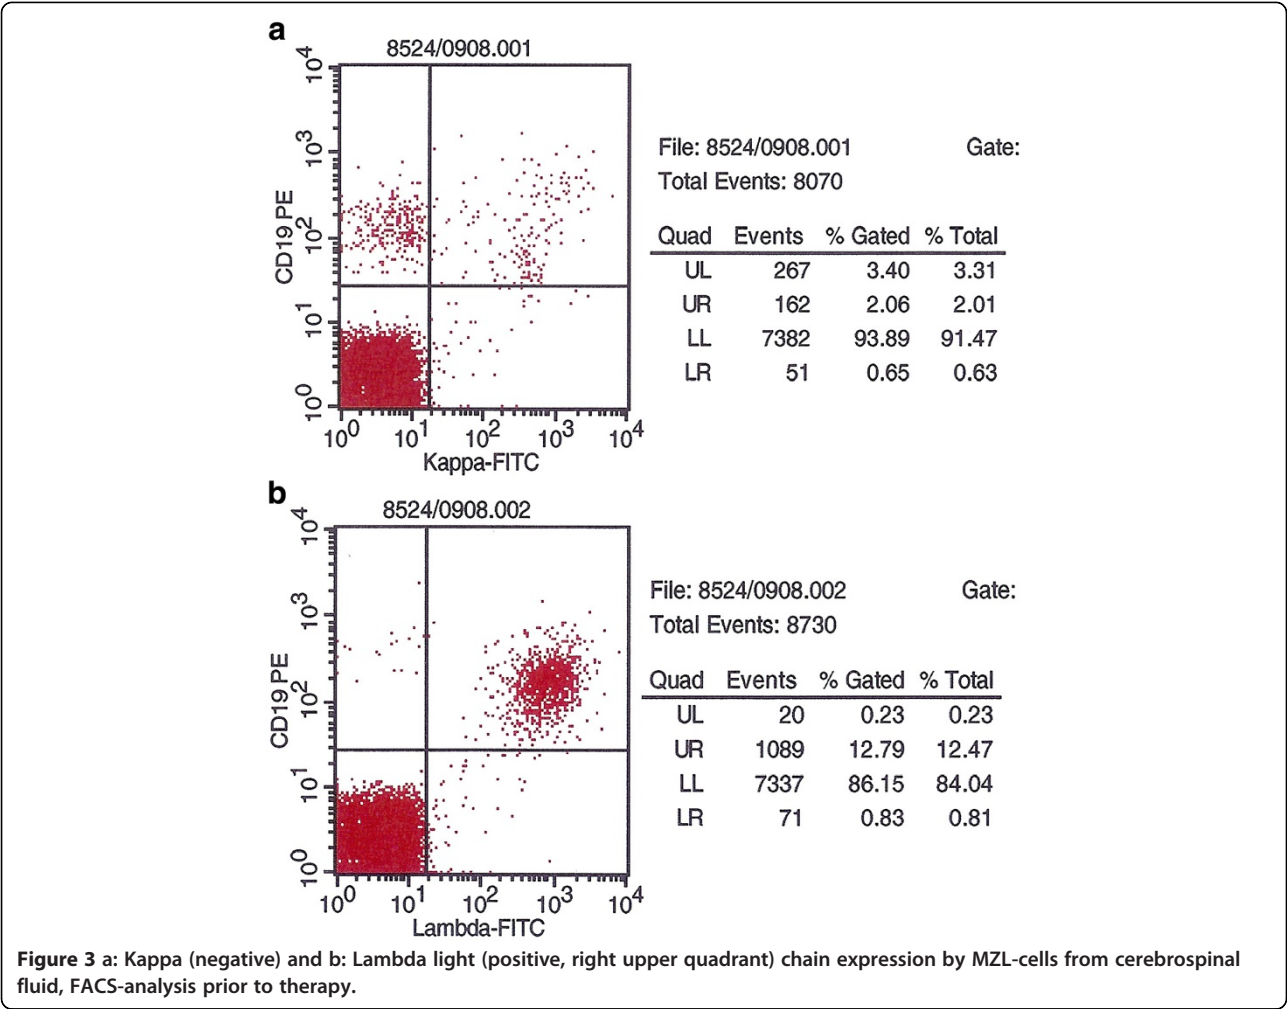 a
8524/0908.001
10^4
10^3
10^2
10^1
10^0
CD19 PE
10^0 10^1 10^2 10^3 10^4
Kappa-FITC
File: 8524/0908.001 Gate:
Total Events: 8070
Quad Events % Gated % Total
UL 267 3.40 3.31
UR 162 2.06 2.01
LL 7382 93.89 91.47
LR 51 0.65 0.63
b
8524/0908.002
10^4
10^3
10^2
10^1
10^0
CD19 PE
10^0 10^1 10^2 10^3 10^4
Lambda-FITC
File: 8524/0908.002 Gate:
Total Events: 8730
Quad Events % Gated % Total
UL 20 0.23 0.23
UR 1089 12.79 12.47
LL 7337 86.15 84.04
LR 71 0.83 0.81
Figure 3 a: Kappa (negative) and b: Lambda light (positive, right upper quadrant) chain expression by MZL-cells from cerebrospinal
fluid, FACS-analysis prior to therapy.